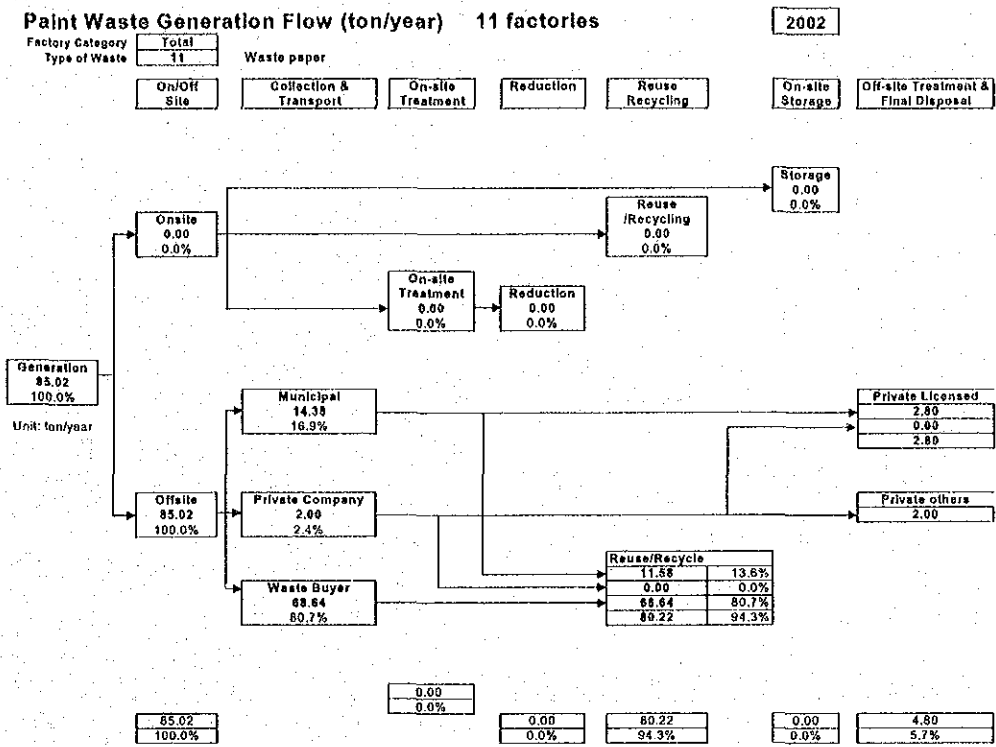 Paint Waste Generation Flow (ton/year) 11 factories 2002
Factory Category Total
Type of Waste 11 Waste paper
On/Off Site
Collection & Transport
On-site Treatment
Reduction
Reuse Recycling
On-site Storage
Off-site Treatment & Final Disposal
Storage
0.00
0.0%
Onsite
0.00
0.0%
Reuse
/Recycling
0.00
0.0%
On-site
Treatment
0.00
0.0%
Reduction
0.00
0.0%
Generation
85.02
100.0%
Unit: ton/year
Municipal
14.38
16.9%
Private Licensed
2.80
0.00
2.80
Offsite
85.02
100.0%
Private Company
2.00
2.4%
Private others
2.00
Waste Buyer
68.64
80.7%
Reuse/Recycle
11.58 13.6%
0.00 0.0%
68.64 80.7%
80.22 94.3%
0.00
0.0%
85.02
100.0%
0.00
0.0%
80.22
94.3%
0.00
0.0%
4.80
5.7%